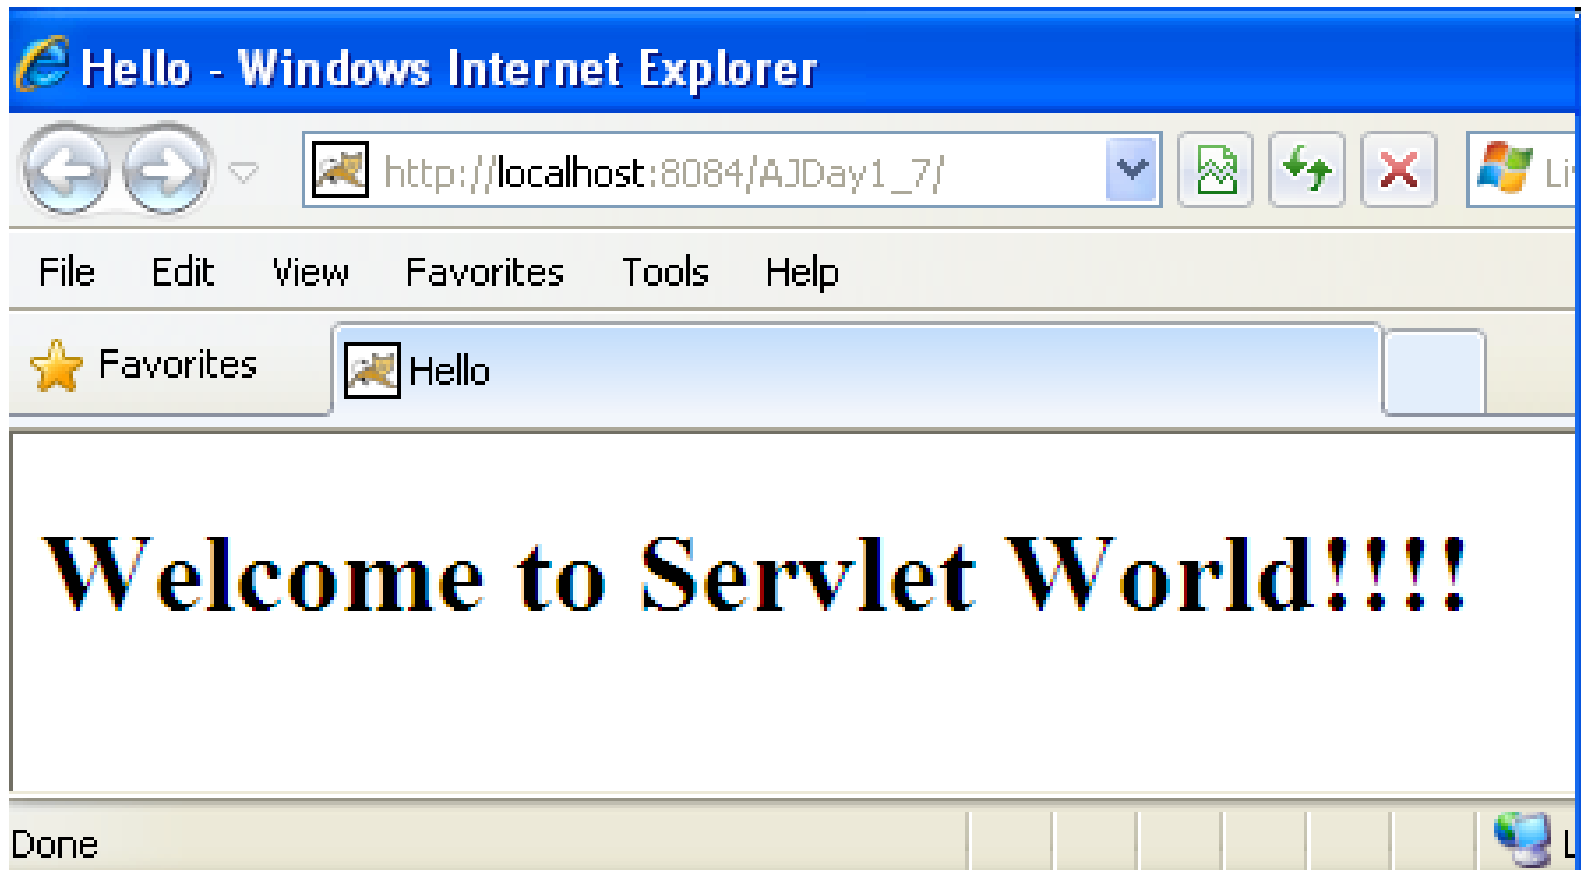 Hello - Windows Internet Explorer
http://localhost:8084/AJDay1_7/
File Edit View Favorites Tools Help
Favorites Hello
Welcome to Servlet World!!!!
Done